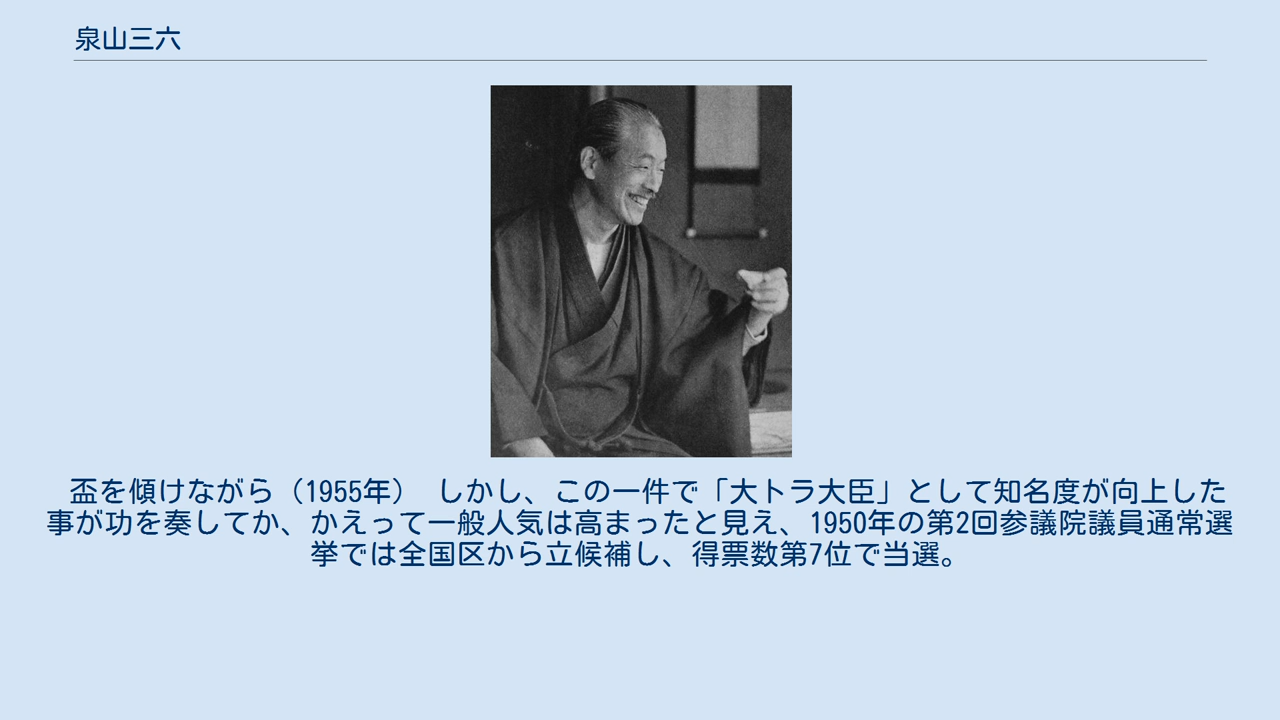 泉山三六
盃を傾けながら（1955年）　しかし、この一件で「大トラ大臣」として知名度が向上した
事が功を奏してか、かえって一般人気は高まったと見え、1950年の第2回参議院議員通常選
挙では全国区から立候補し、得票数第7位で当選。